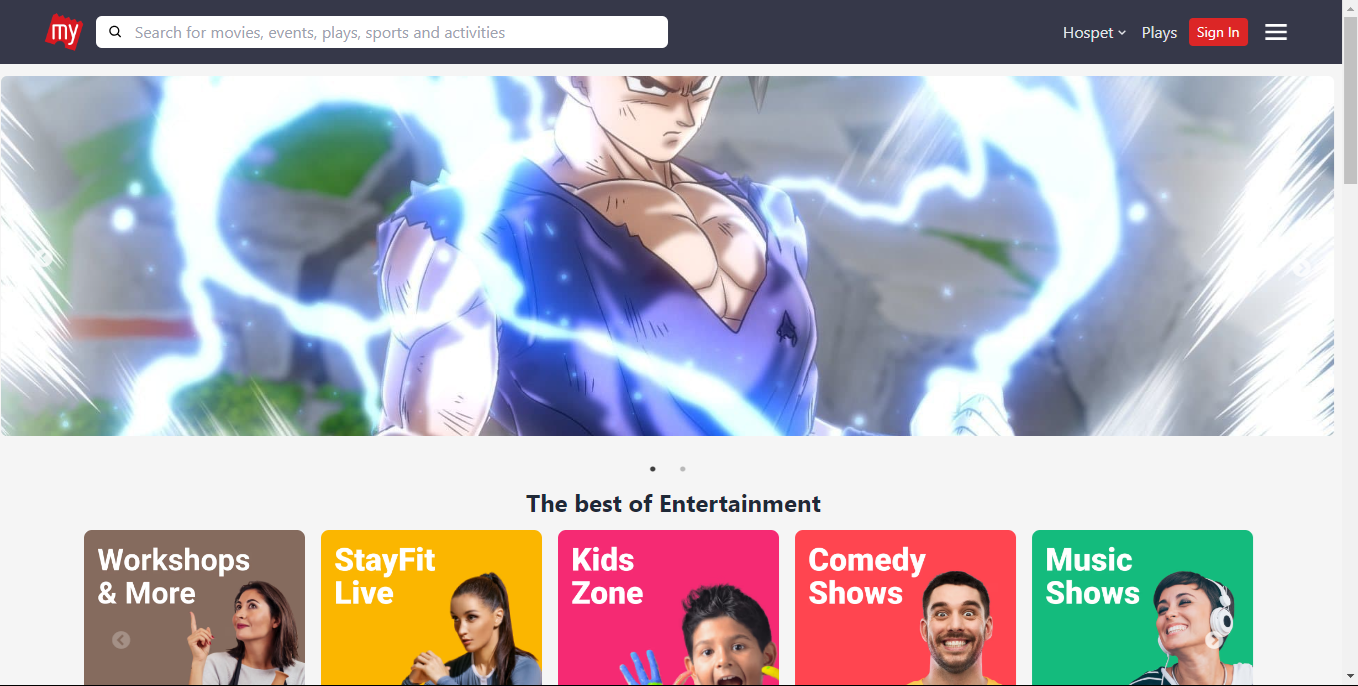 my
Search for movies, events, plays, sports and activities
Hospet
Plays
Sign In
The best of Entertainment
Workshops
& More
StayFit
Live
Kids
Zone
Comedy
Shows
Music
Shows